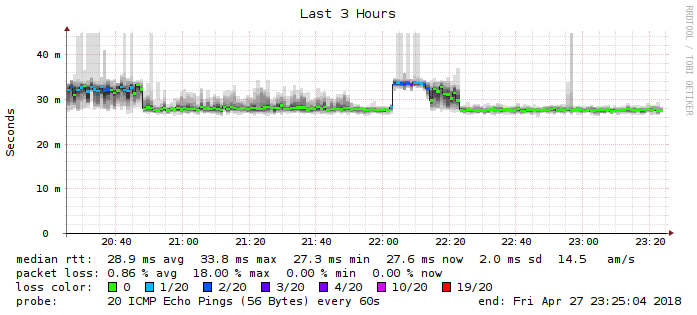 Last 3 Hours
RRDTOOL / TOBI OETIKER
Seconds
40 m
30 m
20 m
10 m
0
20:40 21:00 21:20 21:40 22:00 22:20 22:40 23:00 23:20
median rtt: 28.9 ms avg 33.8 ms max 27.3 ms min 27.6 ms now 2.0 ms sd 14.5 am/s
packet loss: 0.86 % avg 18.00 % max 0.00 % min 0.00 % now
loss color: 0 1/20 2/20 3/20 4/20 10/20 19/20
probe: 20 ICMP Echo Pings (56 Bytes) every 60s end: Fri Apr 27 23:25:04 2018